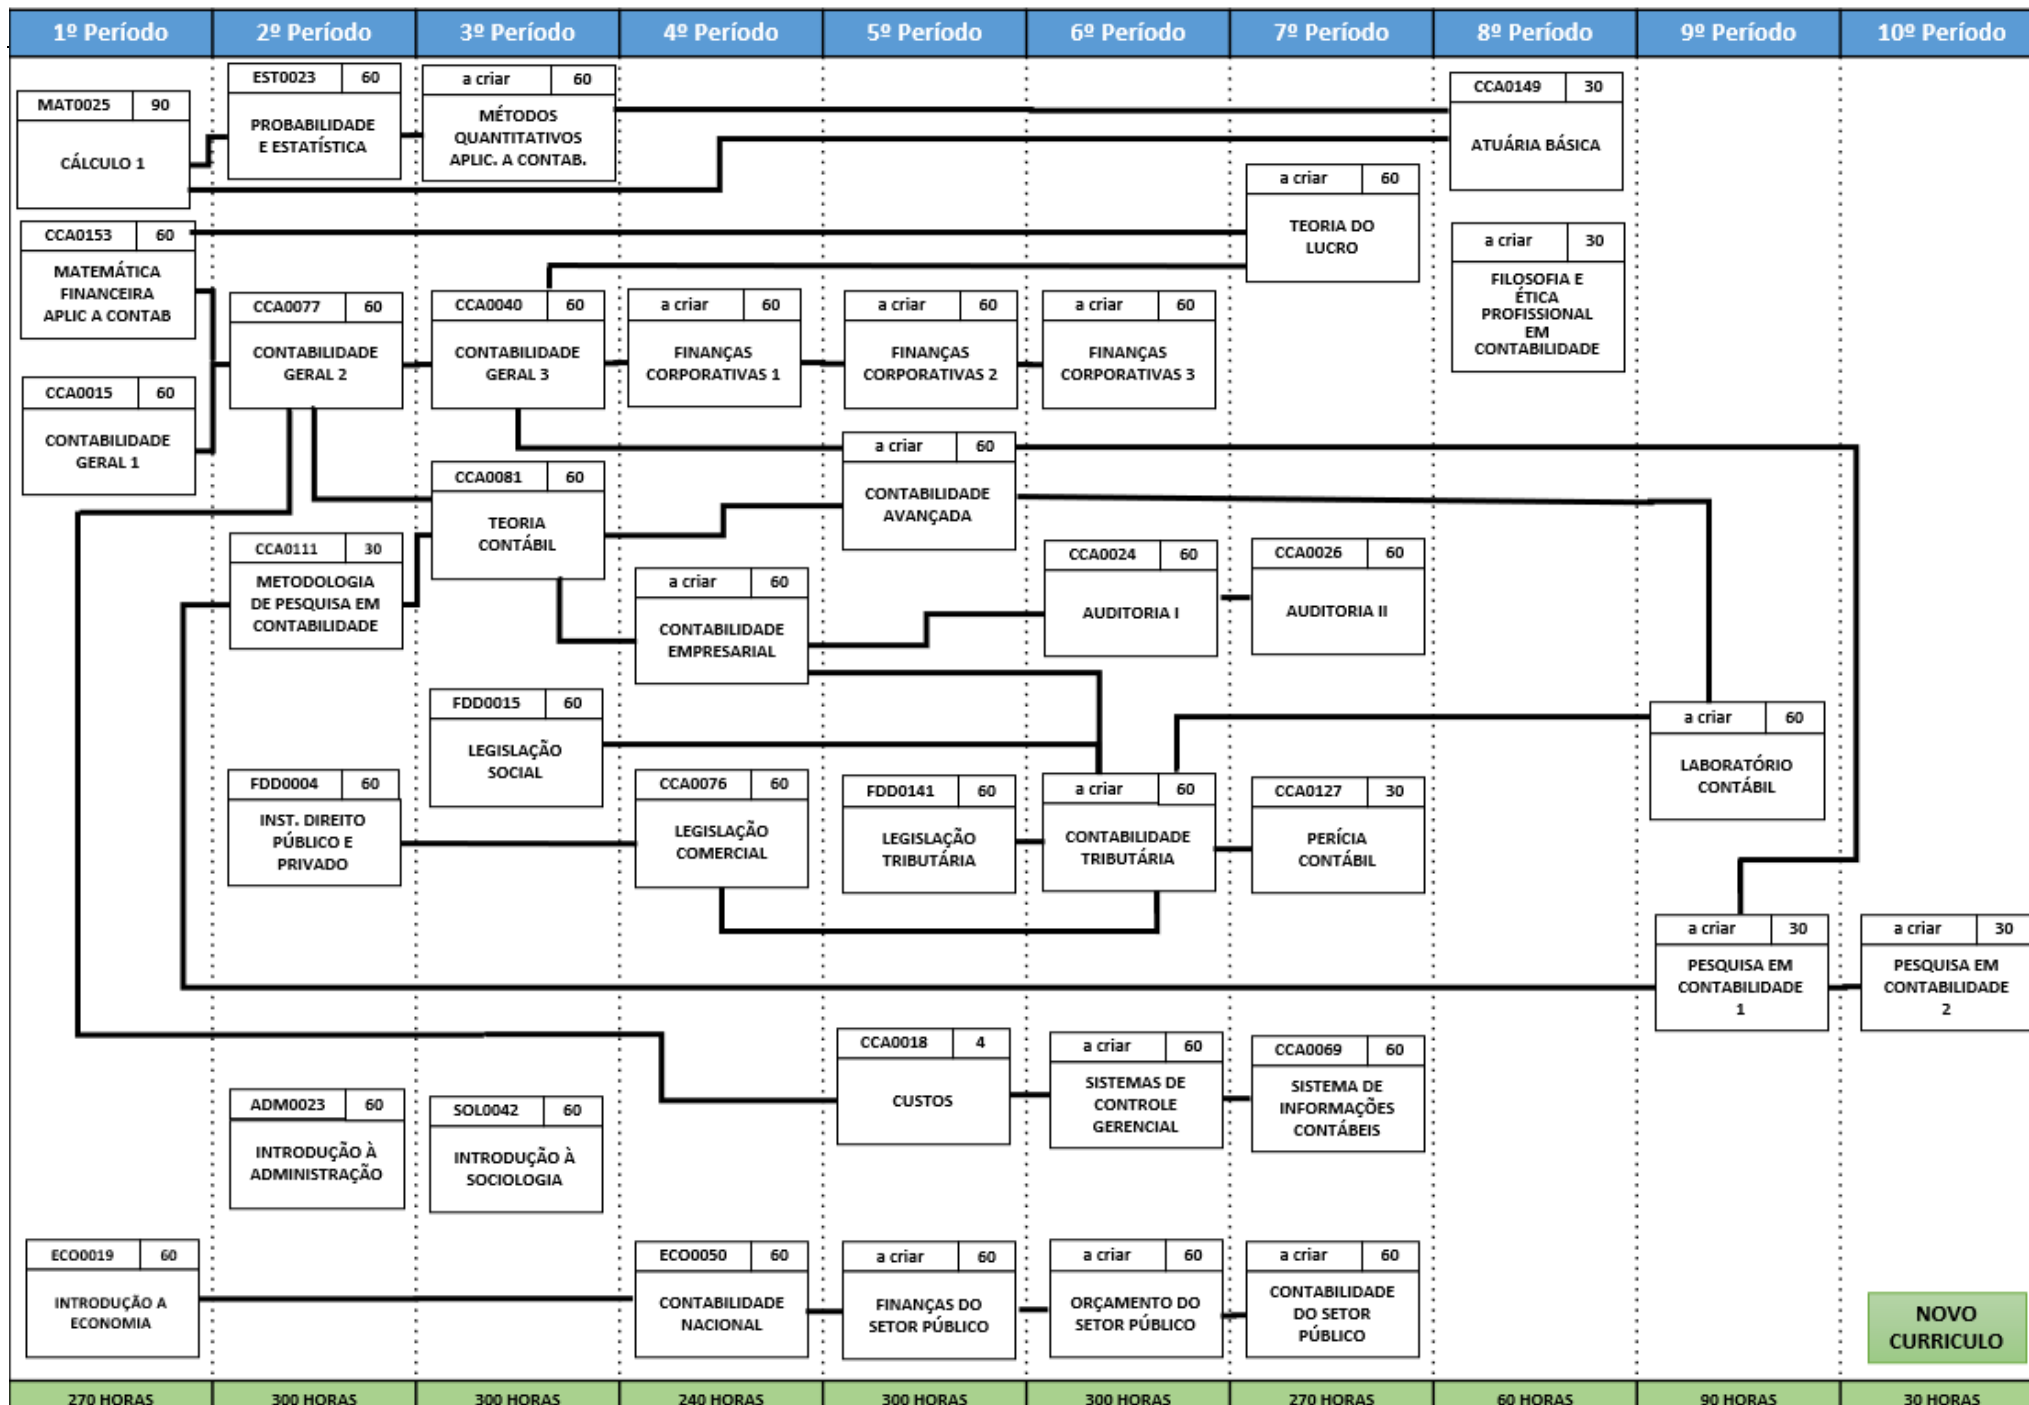 1º Período
2º Período
3º Período
4º Período
5º Período
6º Período
7º Período
8º Período
9º Período
10º Período
MAT0025 90
CÁLCULO 1
CCA0153 60
MATEMÁTICA
FINANCEIRA
APLIC A CONTAB
CCA0015 60
CONTABILIDADE
GERAL 1
ECO0019 60
INTRODUÇÃO A
ECONOMIA
270 HORAS
EST0023 60
PROBABILIDADE
E ESTATÍSTICA
CCA0077 60
CONTABILIDADE
GERAL 2
CCA0111 30
METODOLOGIA
DE PESQUISA EM
CONTABILIDADE
FDD0004 60
INST. DIREITO
PÚBLICO E
PRIVADO
ADM0023 60
INTRODUÇÃO À
ADMINISTRAÇÃO
300 HORAS
a criar 60
MÉTODOS
QUANTITATIVOS
APLIC. A CONTAB.
CCA0040 60
CONTABILIDADE
GERAL 3
CCA0081 60
TEORIA
CONTÁBIL
FDD0015 60
LEGISLAÇÃO
SOCIAL
SOL0042 60
INTRODUÇÃO À
SOCIOLOGIA
300 HORAS
a criar 60
FINANÇAS
CORPORATIVAS 1
a criar 60
CONTABILIDADE
EMPRESARIAL
CCA0076 60
LEGISLAÇÃO
COMERCIAL
ECO0050 60
CONTABILIDADE
NACIONAL
240 HORAS
a criar 60
FINANÇAS
CORPORATIVAS 2
a criar 60
CONTABILIDADE
AVANÇADA
FDD0141 60
LEGISLAÇÃO
TRIBUTÁRIA
CCA0018 4
CUSTOS
a criar 60
FINANÇAS DO
SETOR PÚBLICO
300 HORAS
a criar 60
FINANÇAS
CORPORATIVAS 3
CCA0024 60
AUDITORIA I
a criar 60
CONTABILIDADE
TRIBUTÁRIA
a criar 60
SISTEMAS DE
CONTROLE
GERENCIAL
a criar 60
ORÇAMENTO DO
SETOR PÚBLICO
300 HORAS
a criar 60
TEORIA DO
LUCRO
CCA0026 60
AUDITORIA II
CCA0127 30
PERÍCIA
CONTÁBIL
CCA0069 60
SISTEMA DE
INFORMAÇÕES
CONTÁBEIS
a criar 60
CONTABILIDADE
DO SETOR
PÚBLICO
270 HORAS
CCA0149 30
ATUÁRIA BÁSICA
a criar 30
FILOSOFIA E
ÉTICA
PROFISSIONAL
EM
CONTABILIDADE
60 HORAS
a criar 60
LABORATÓRIO
CONTÁBIL
a criar 30
PESQUISA EM
CONTABILIDADE
1
90 HORAS
a criar 30
PESQUISA EM
CONTABILIDADE
2
NOVO
CURRICULO
30 HORAS